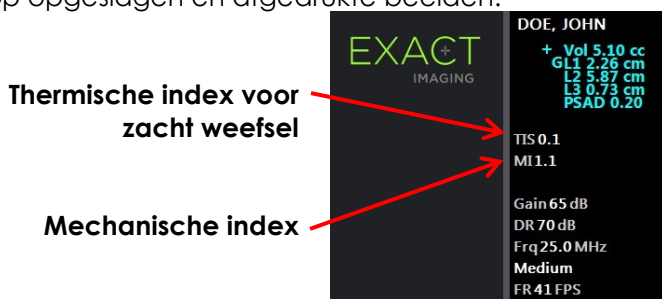 op opgeslagen en afgedrukte beelden.
EXACT
IMAGING
DOE, JOHN
+ Vol 5.10 cc
GL1 2.26 cm
L2 5.87 cm
L3 0.73 cm
PSAD 0.20
Thermische index voor
zacht weefsel
TIS 0.1
MI 1.1
Mechanische index
Gain 65 dB
DR 70 dB
Frq 25.0 MHz
Medium
FR 41 FPS